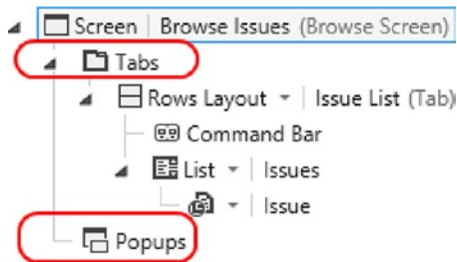 Screen | Browse Issues (Browse Screen)
Tabs
Rows Layout | Issue List (Tab)
Command Bar
List | Issues
Issue
Popups